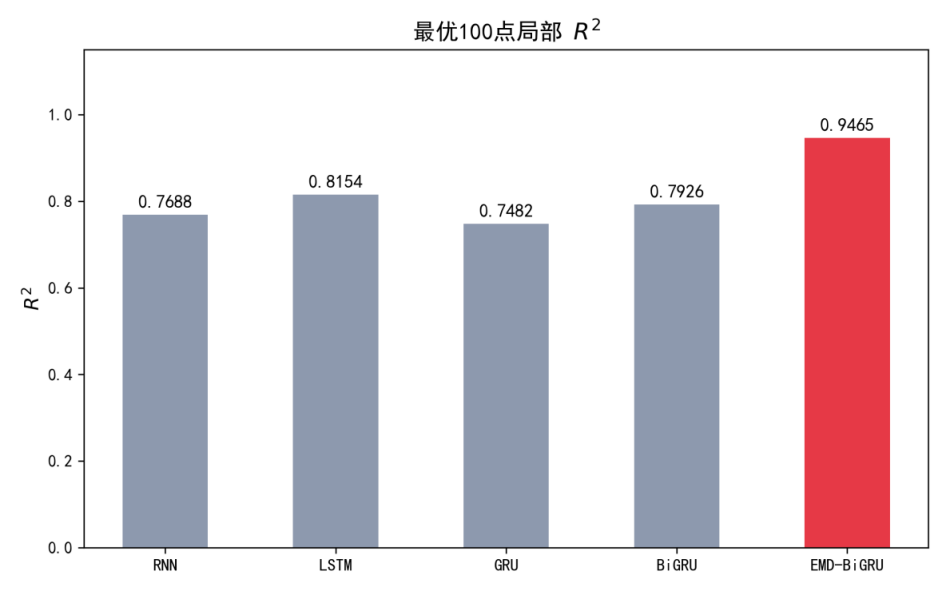 最优100点局部 R²
1.0
0.8
0.6
0.4
0.2
0.0
R²
0.7688
0.8154
0.7482
0.7926
0.9465
RNN
LSTM
GRU
BiGRU
EMD-BiGRU